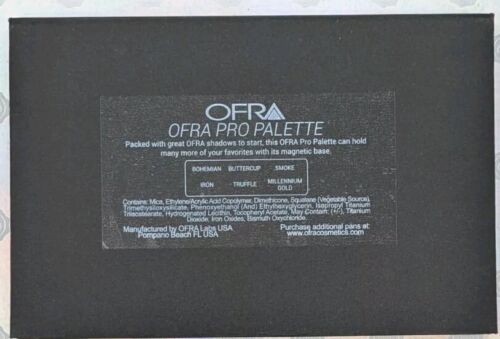 OFRA
OFRA PRO PALETTE
Packed with great OFRA shadows to start, this OFRA Pro Palette can hold
many more of your favorites with its magnetic base.
BOHEMIAN BUTTERCUP SMOKE
IRON TRUFFLE MILLENNIUM GOLD
Contains: Mica, Ethylene/Acrylic Acid Copolymer, Dimethicone, Squalane (Vegetable Source),
Trimethylsiloxysilicate, Phenoxyethanol (And) Ethylhexyglycerin, Isopropyl Titanium
Triisostearate, Hydrogenated Lecithin, Tocopheryl Acetate, May Contain: (+/-), Titanium
Dioxide: Iron Oxides, Bismuth Oxychloride.
Manufactured by OFRA Labs USA
Pompano Beach FL USA
Purchase additional pans at:
www.ofracosmetics.com